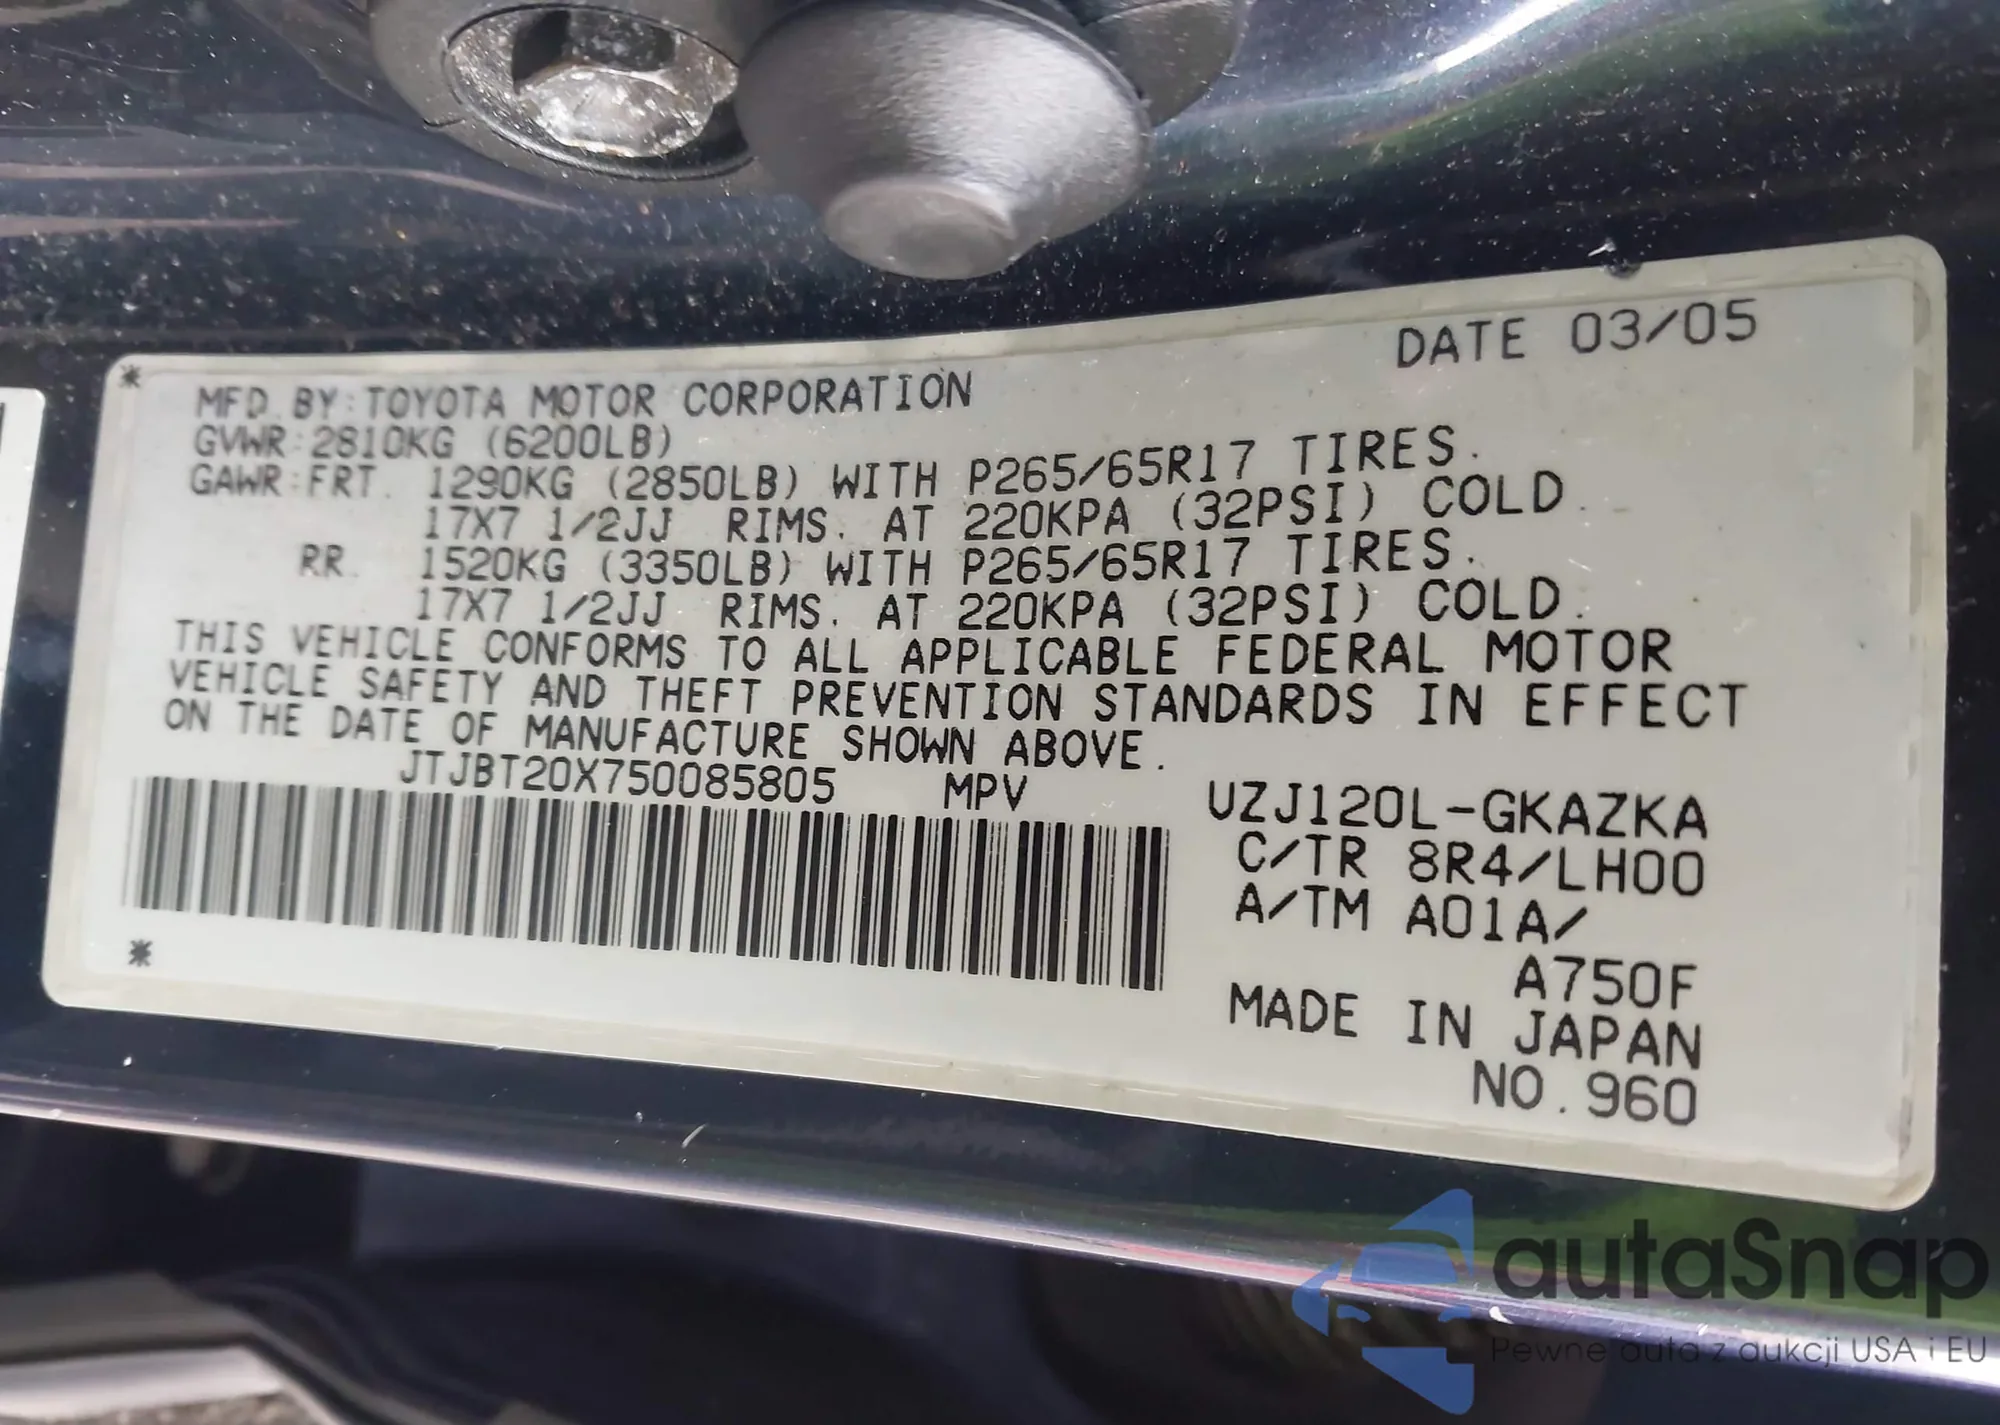 DATE 03/05
MFD. BY: TOYOTA MOTOR CORPORATION
GVWR: 2810KG (6200LB)
GAWR: FRT. 1290KG (2850LB) WITH P265/65R17 TIRES.
17X7 1/2JJ RIMS. AT 220KPA (32PSI) COLD.
RR. 1520KG (3350LB) WITH P265/65R17 TIRES.
17X7 1/2JJ RIMS. AT 220KPA (32PSI) COLD.
THIS VEHICLE CONFORMS TO ALL APPLICABLE FEDERAL MOTOR
VEHICLE SAFETY AND THEFT PREVENTION STANDARDS IN EFFECT
ON THE DATE OF MANUFACTURE SHOWN ABOVE.
JTJBT20X750085805 MPV
UZJ120L-GKAZKA
C/TR 8R4/LH00
A/TM A01A/
A750F
MADE IN JAPAN
NO.960
autaSnap
Pewne auta z aukcji USA i EU